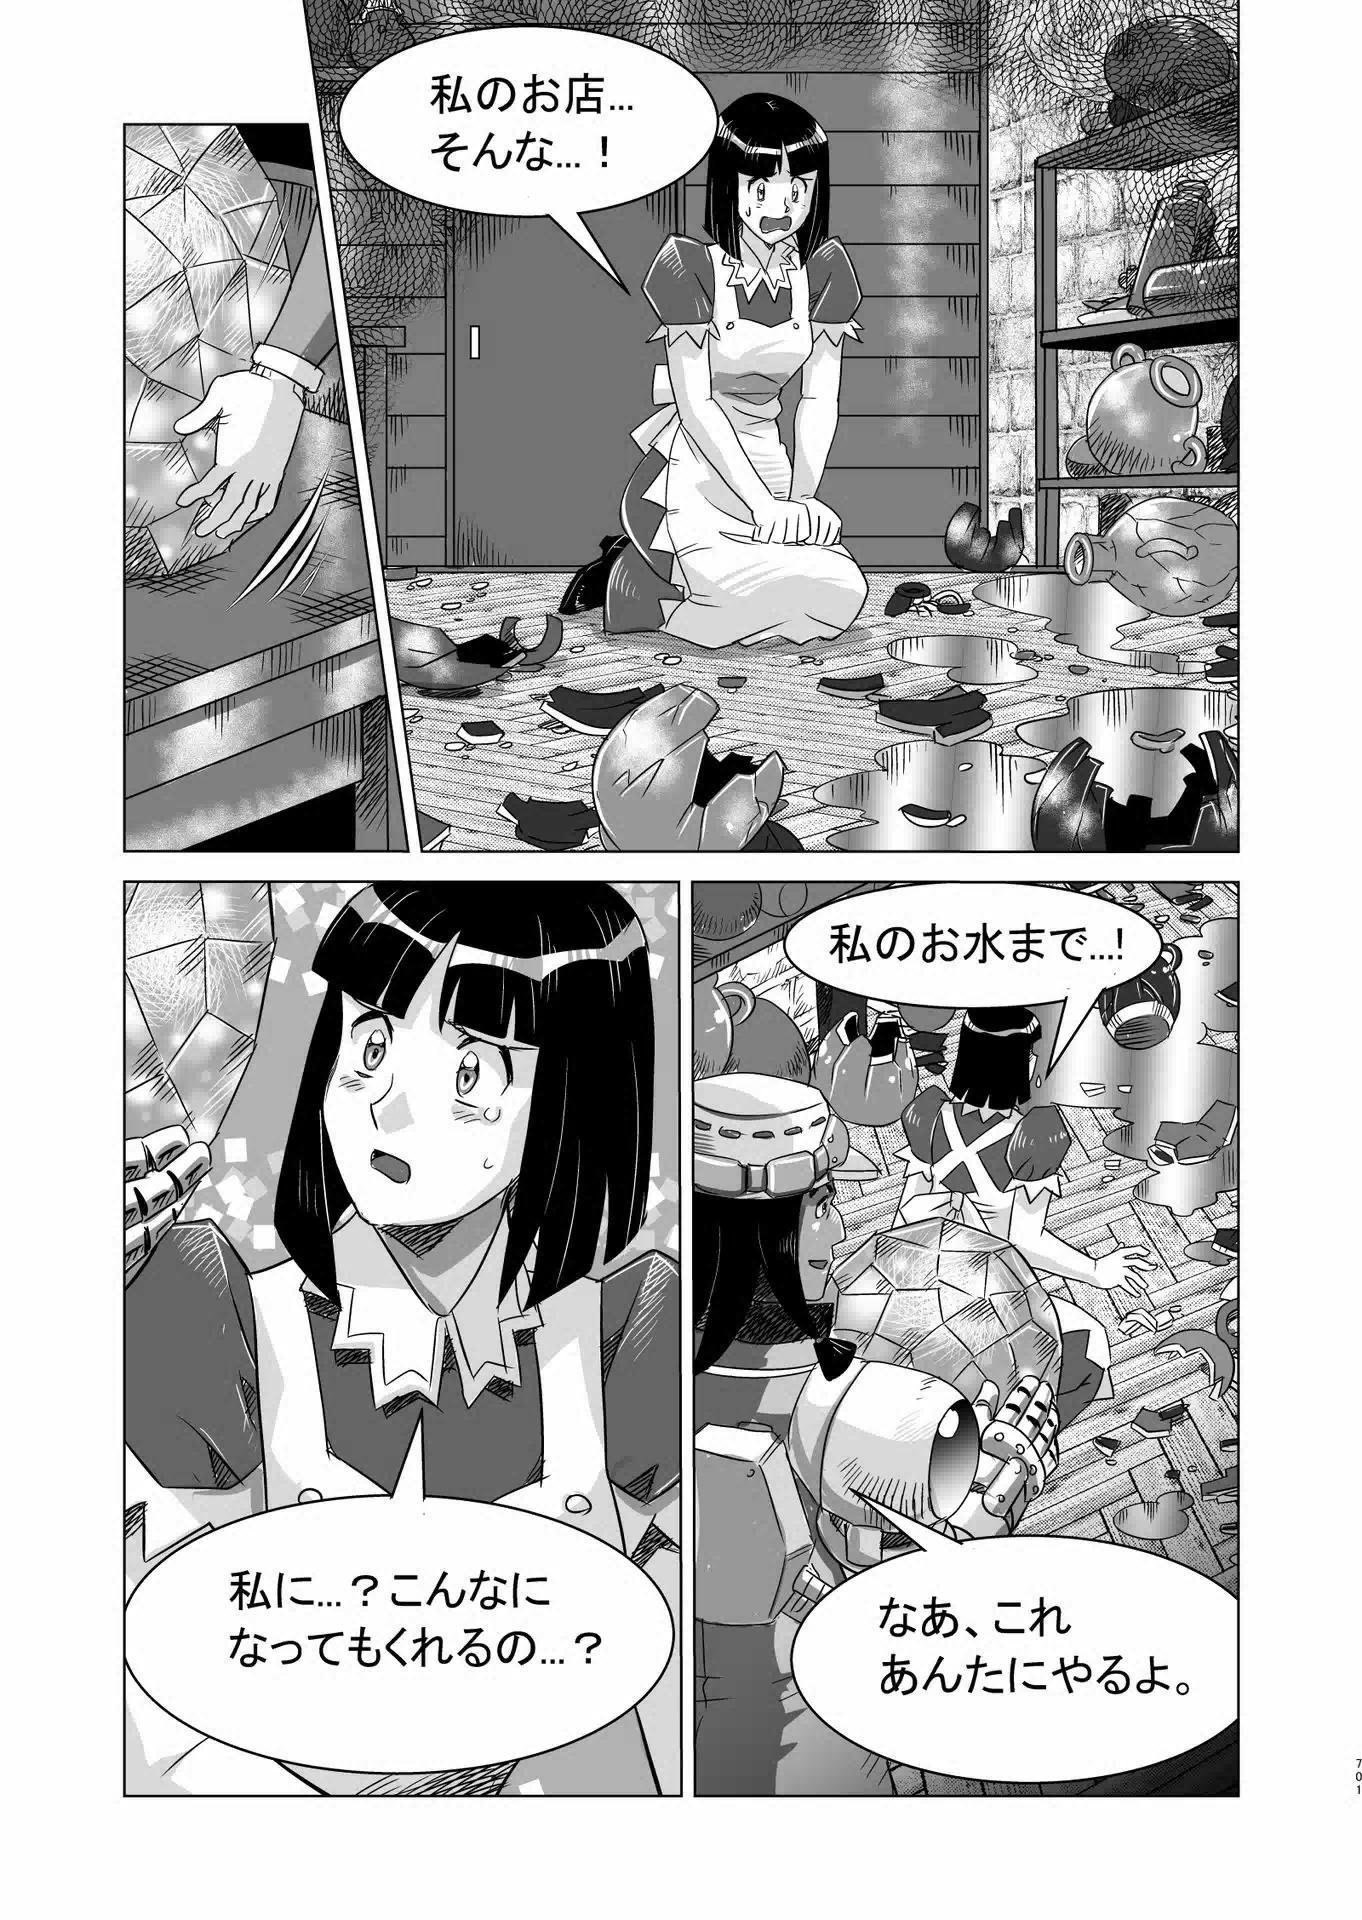 私のお店…
そんな…！
私のお水まで…!
なあ、これ
あんたにやるよ。
私に…？こんなに
なってもくれるの…？
701